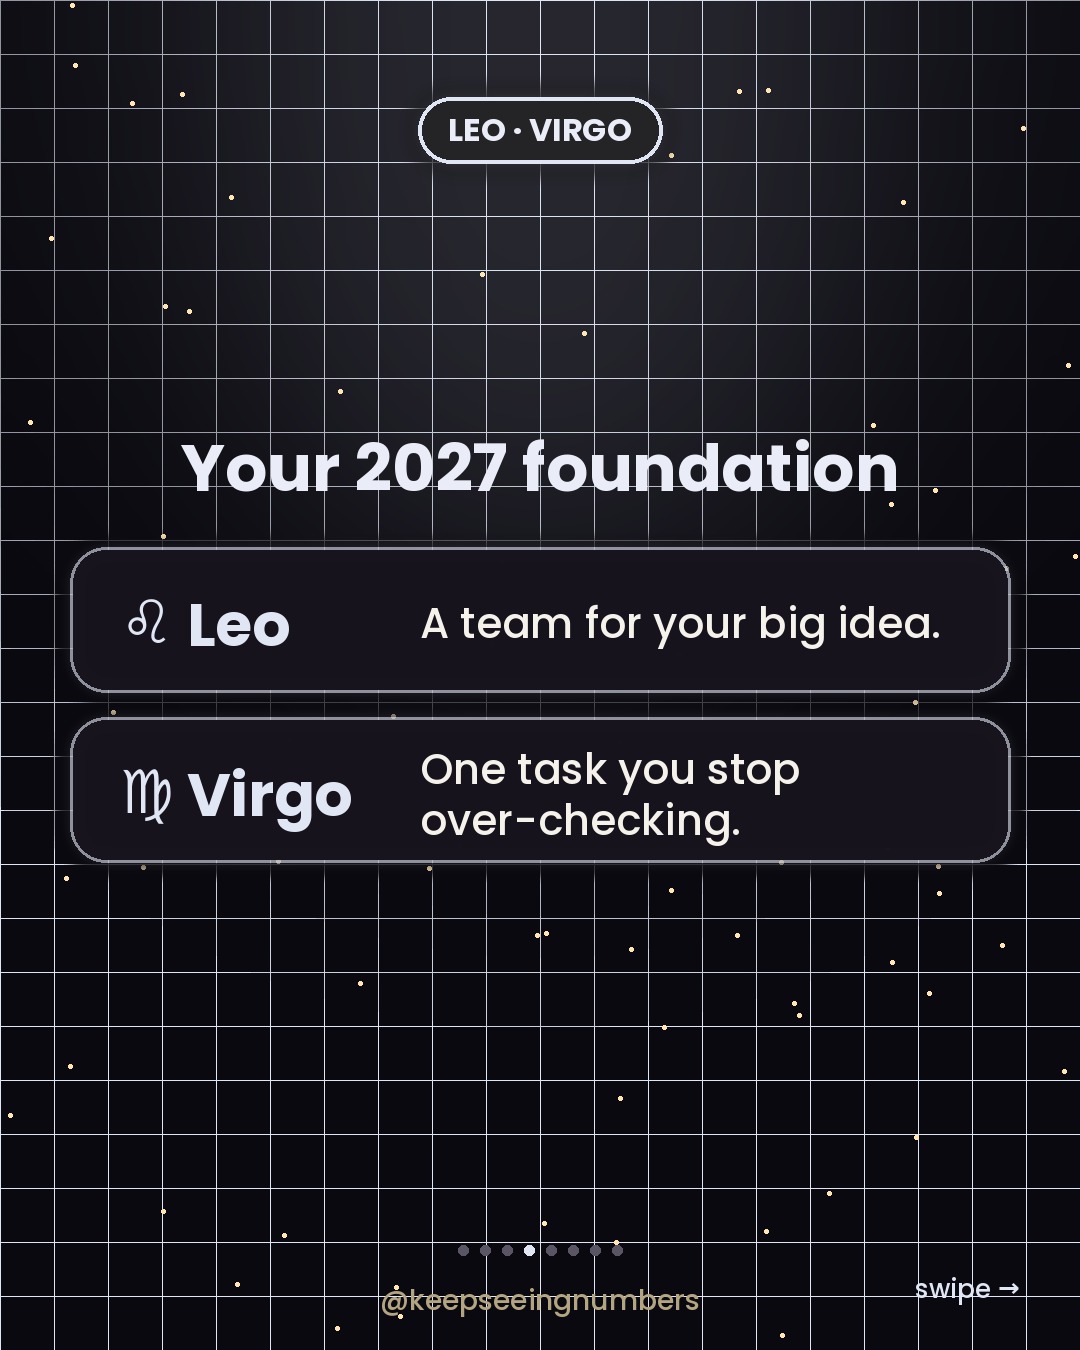 LEO · VIRGO
Your 2027 foundation
♌ Leo
A team for your big idea.
♍ Virgo
One task you stop
over-checking.
@keepseeingnumbers
swipe →